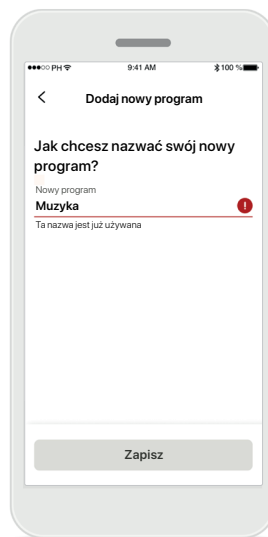 PH 9:41 AM 100 %
Dodaj nowy program
Jak chcesz nazwać swój nowy
program?
Nowy program
Muzyka
Ta nazwa jest już używana
Zapisz